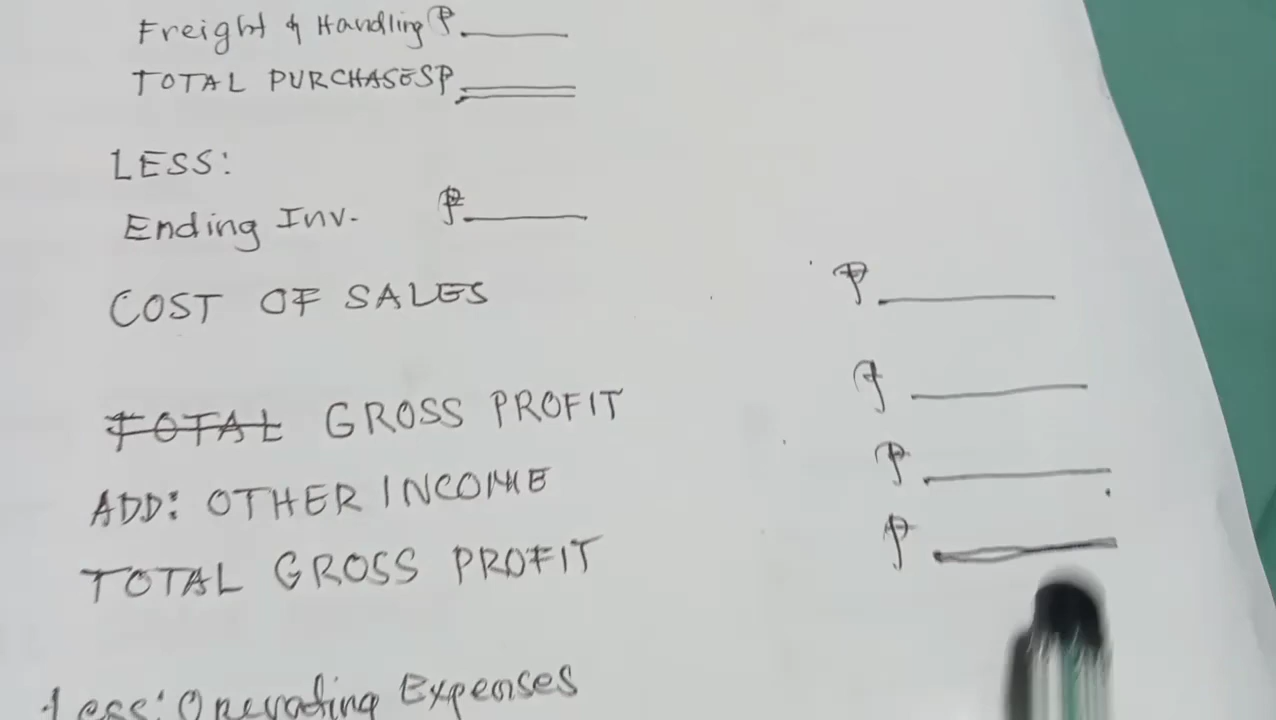 Freight & Handling ₱
TOTAL PURCHASES ₱
LESS:
Ending Inv. ₱
COST OF SALES ₱
TOTAL GROSS PROFIT ₱
ADD: OTHER INCOME ₱
TOTAL GROSS PROFIT ₱
Less: Operating Expenses